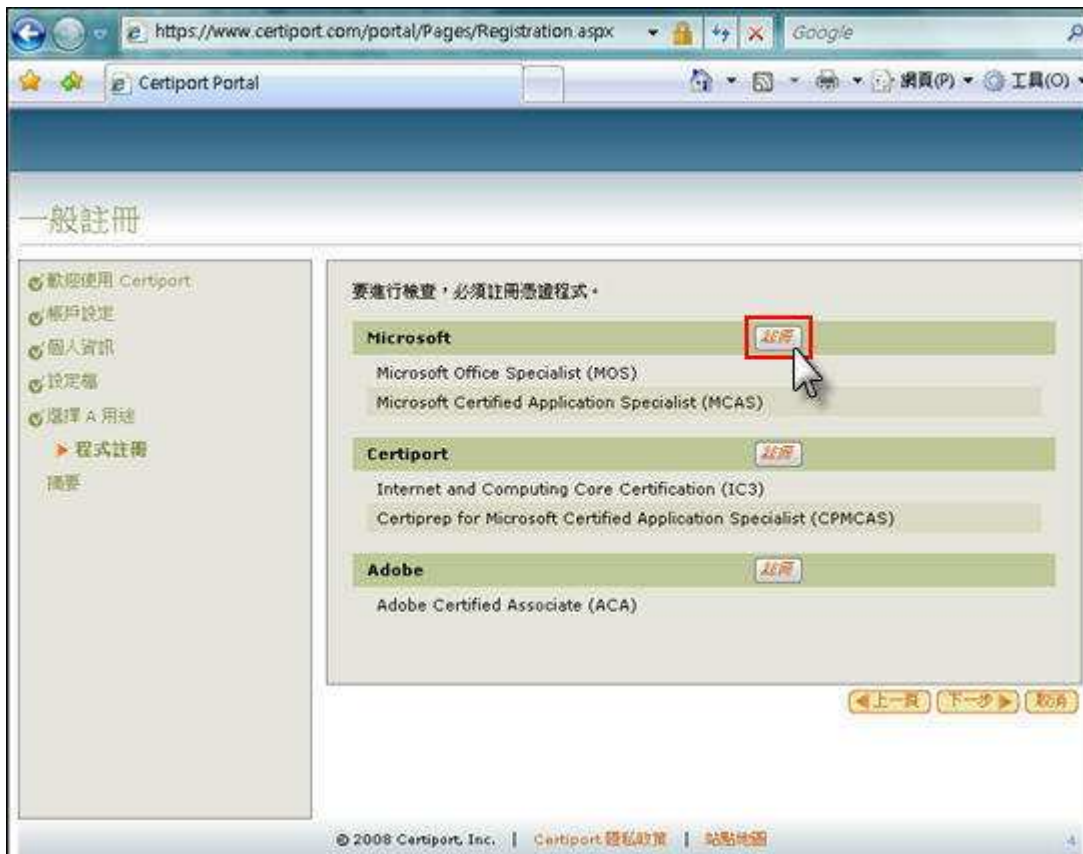 https://www.certiport.com/portal/Pages/Registration.aspx
Google
Certiport Portal
網頁(P)
工具(O)
一般註冊
歡迎使用 Certiport
帳戶設定
個人資訊
設定檔
選擇 A 用途
程式註冊
摘要
要進行檢查，必須註冊憑證程式。
Microsoft
註冊
Microsoft Office Specialist (MOS)
Microsoft Certified Application Specialist (MCAS)
Certiport
註冊
Internet and Computing Core Certification (IC3)
Certiprep for Microsoft Certified Application Specialist (CPMCAS)
Adobe
註冊
Adobe Certified Associate (ACA)
上一頁 下一步 取消
© 2008 Certiport, Inc. | Certiport 隱私政策 | 站點地圖
4